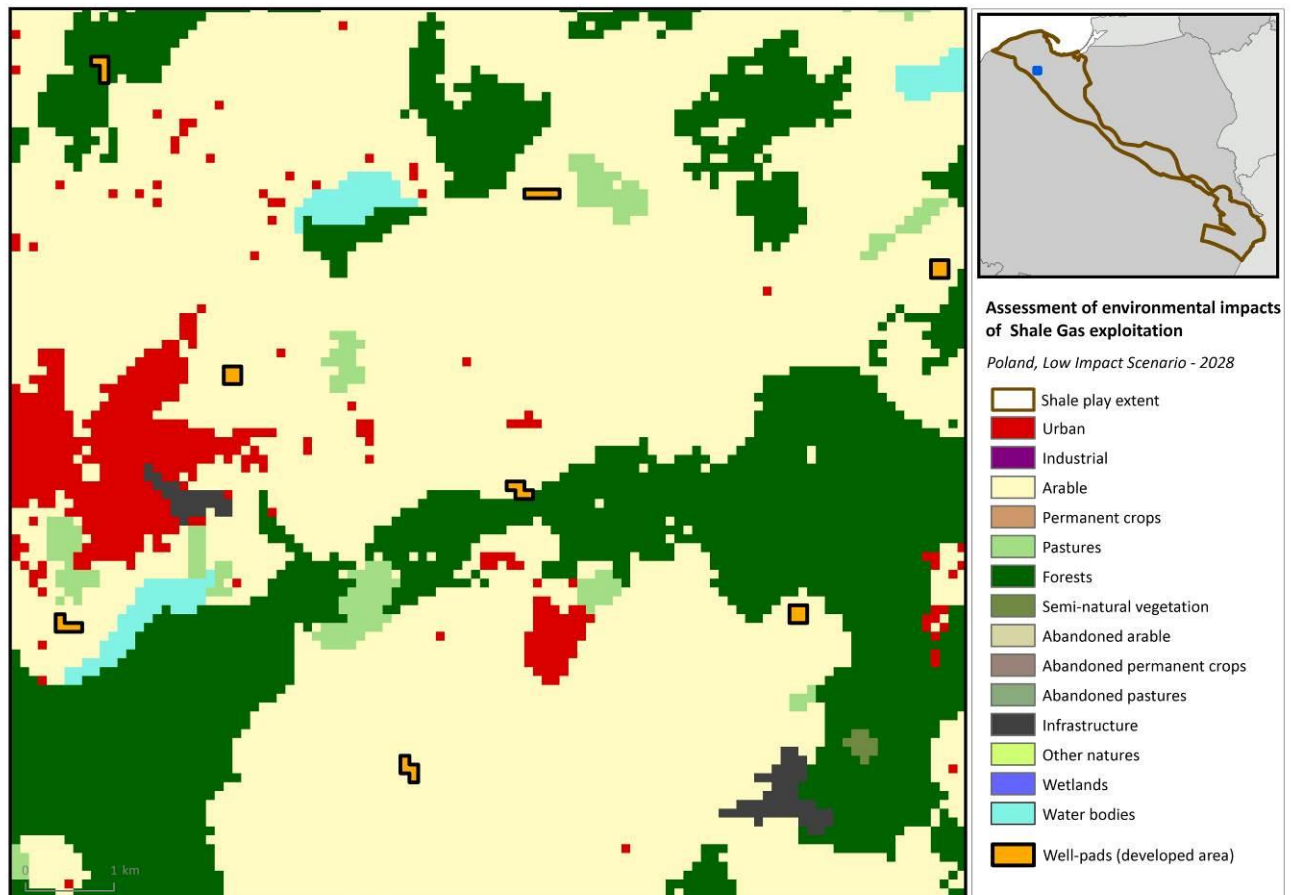 Assessment of environmental impacts
of Shale Gas exploitation
Poland, Low Impact Scenario - 2028
Shale play extent
Urban
Industrial
Arable
Permanent crops
Pastures
Forests
Semi-natural vegetation
Abandoned arable
Abandoned permanent crops
Abandoned pastures
Infrastructure
Other natures
Wetlands
Water bodies
Well-pads (developed area)
0 1 km